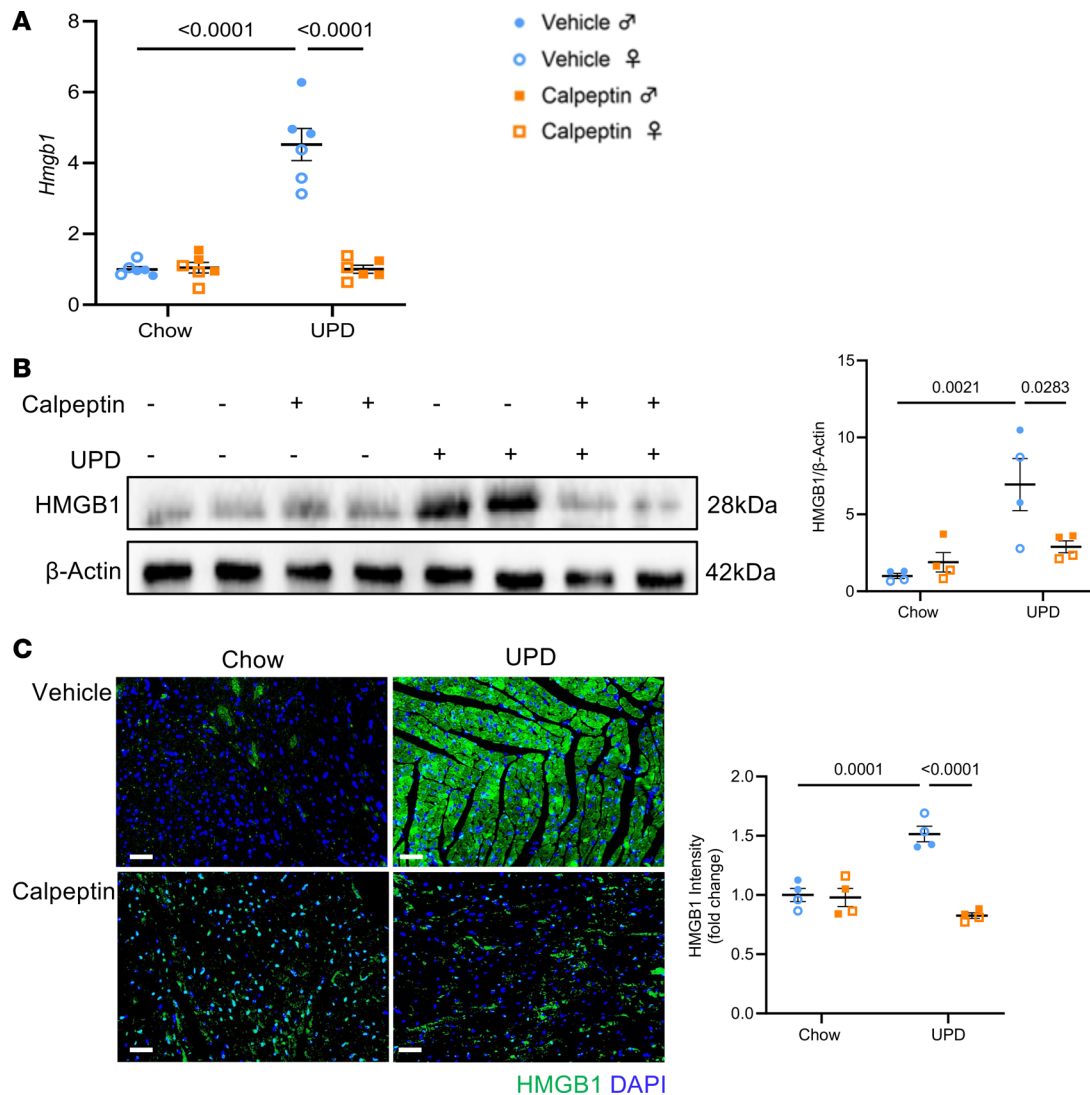 A
8
6
4
2
0
Hmgb1
<0.0001 <0.0001
Chow UPD
Vehicle ♂
Vehicle ♀
Calpeptin ♂
Calpeptin ♀
B
Calpeptin - - + + - - + +
UPD - - - - + + + +
HMGB1 28kDa
β-Actin 42kDa
15
10
5
0
HMGB1/β-Actin
0.0021 0.0283
Chow UPD
C
Chow UPD
Vehicle
Calpeptin
HMGB1 DAPI
2.0
1.5
1.0
0.5
0.0
HMGB1 Intensity
(fold change)
0.0001 <0.0001
Chow UPD